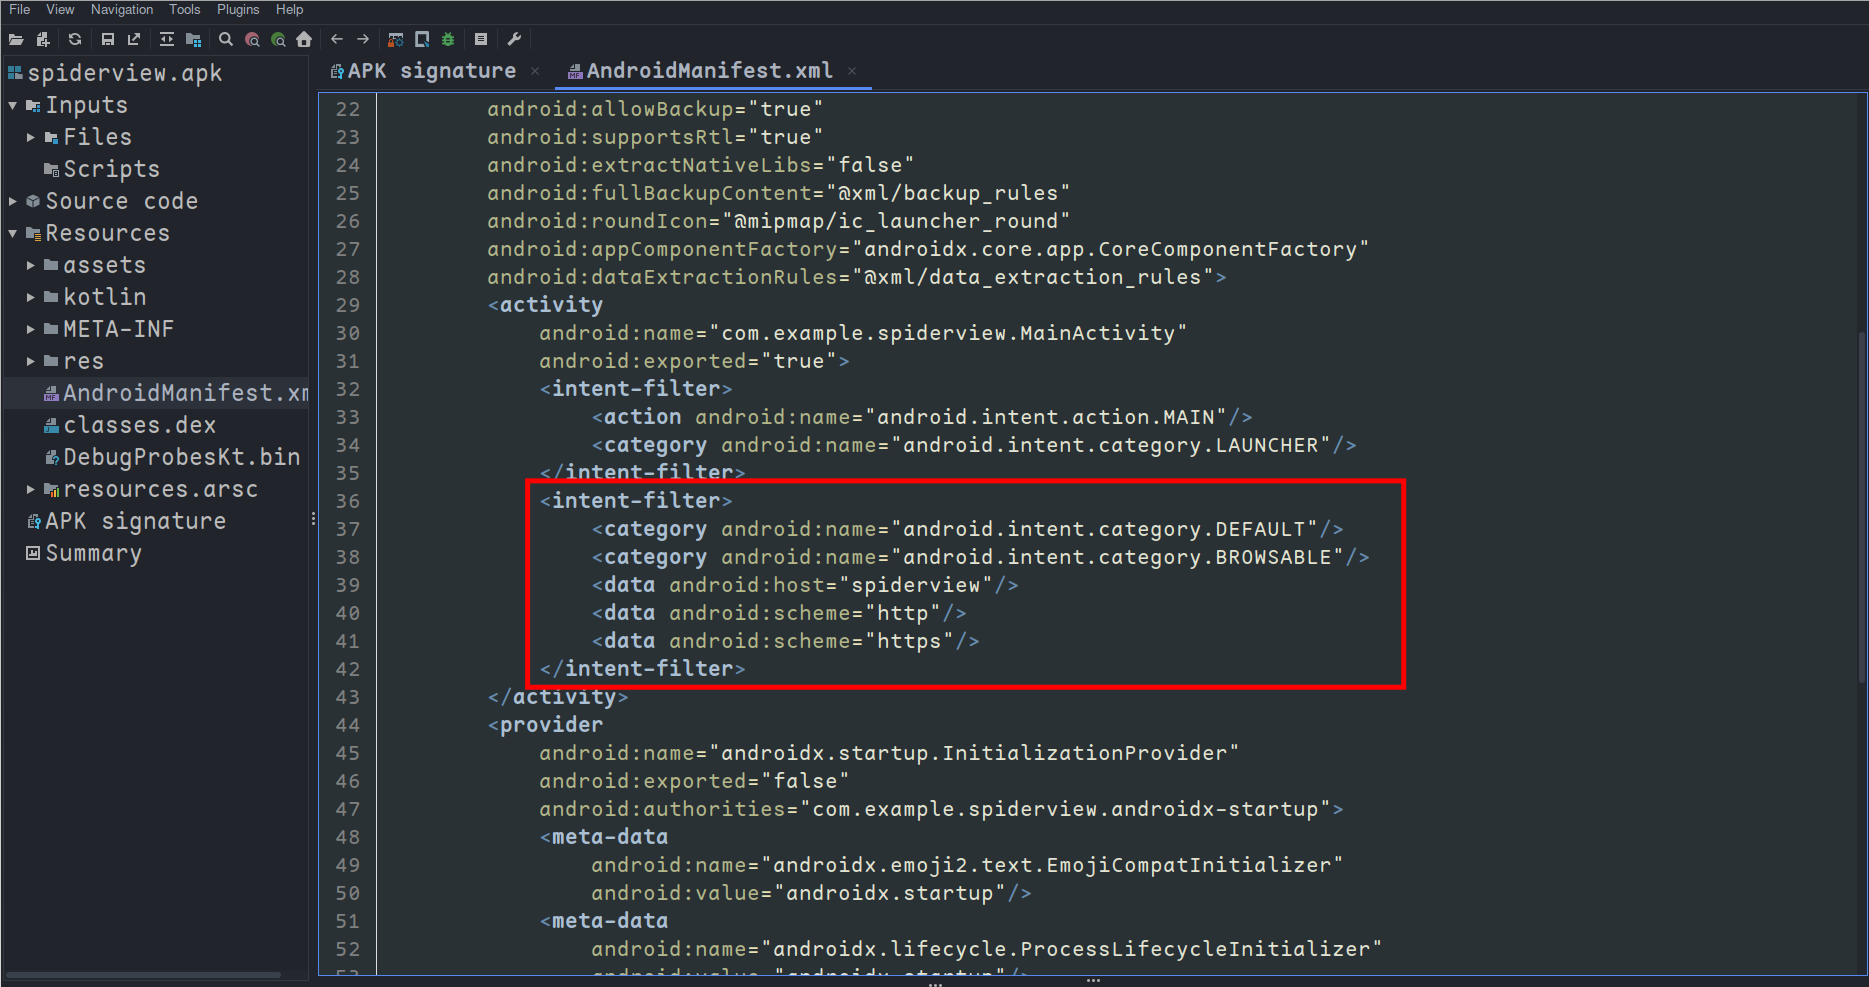 File View Navigation Tools Plugins Help
spiderview.apk
Inputs
Files
Scripts
Source code
Resources
assets
kotlin
META-INF
res
AndroidManifest.xm
classes.dex
DebugProbesKt.bin
resources.arsc
APK signature
Summary
APK signature × AndroidManifest.xml ×
22 android:allowBackup="true"
23 android:supportsRtl="true"
24 android:extractNativeLibs="false"
25 android:fullBackupContent="@xml/backup_rules"
26 android:roundIcon="@mipmap/ic_launcher_round"
27 android:appComponentFactory="androidx.core.app.CoreComponentFactory"
28 android:dataExtractionRules="@xml/data_extraction_rules">
29 <activity
30 android:name="com.example.spiderview.MainActivity"
31 android:exported="true">
32 <intent-filter>
33 <action android:name="android.intent.action.MAIN"/>
34 <category android:name="android.intent.category.LAUNCHER"/>
35 </intent-filter>
36 <intent-filter>
37 <category android:name="android.intent.category.DEFAULT"/>
38 <category android:name="android.intent.category.BROWSABLE"/>
39 <data android:host="spiderview"/>
40 <data android:scheme="http"/>
41 <data android:scheme="https"/>
42 </intent-filter>
43 </activity>
44 <provider
45 android:name="androidx.startup.InitializationProvider"
46 android:exported="false"
47 android:authorities="com.example.spiderview.androidx-startup">
48 <meta-data
49 android:name="androidx.emoji2.text.EmojiCompatInitializer"
50 android:value="androidx.startup"/>
51 <meta-data
52 android:name="androidx.lifecycle.ProcessLifecycleInitializer"
53 android:value="androidx.startup"/>